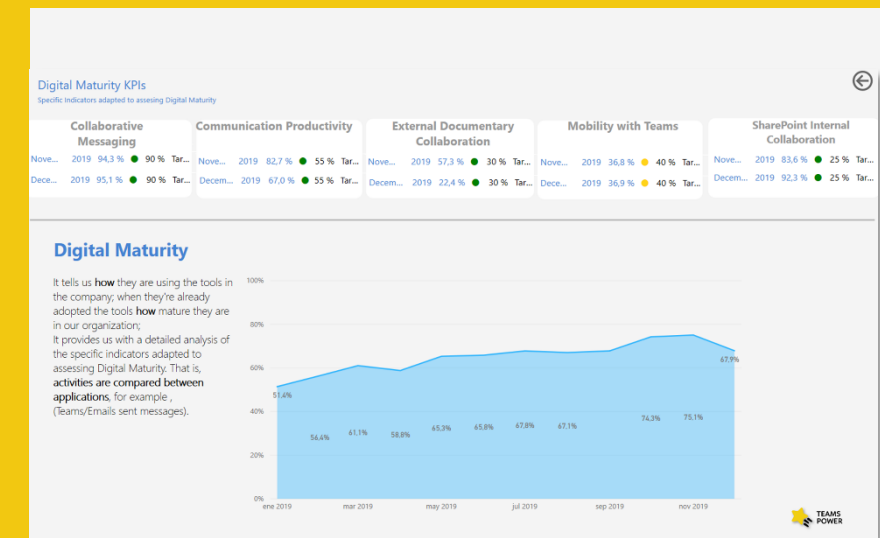 Digital Maturity KPIs
Specific Indicators adapted to assesing Digital Maturity
Collaborative
Messaging
Nove... 2019 94,3 % 90 % Tar...
Dece... 2019 95,1 % 90 % Tar...
Communication Productivity
Nove... 2019 82,7 % 55 % Tar...
Decem... 2019 67,0 % 55 % Tar...
External Documentary
Collaboration
Nove... 2019 57,3 % 30 % Tar...
Decem... 2019 22,4 % 30 % Tar...
Mobility with Teams
Nove... 2019 36,8 % 40 % Tar...
Dece... 2019 36,9 % 40 % Tar...
SharePoint Internal
Collaboration
Nove... 2019 83,6 % 25 % Tar...
Decem... 2019 92,3 % 25 % Tar...
Digital Maturity
It tells us how they are using the tools in
the company; when they're already
adopted the tools how mature they are
in our organization;
It provides us with a detailed analysis of
the specific indicators adapted to
assessing Digital Maturity. That is,
activities are compared between
applications, for example ,
(Teams/Emails sent messages).
100%
80%
60%
40%
20%
0%
51,4%
56,4%
61,1%
58,8%
65,3%
65,8%
67,8%
67,1%
74,3%
75,1%
67,9%
ene 2019
mar 2019
may 2019
jul 2019
sep 2019
nov 2019
TEAMS
POWER